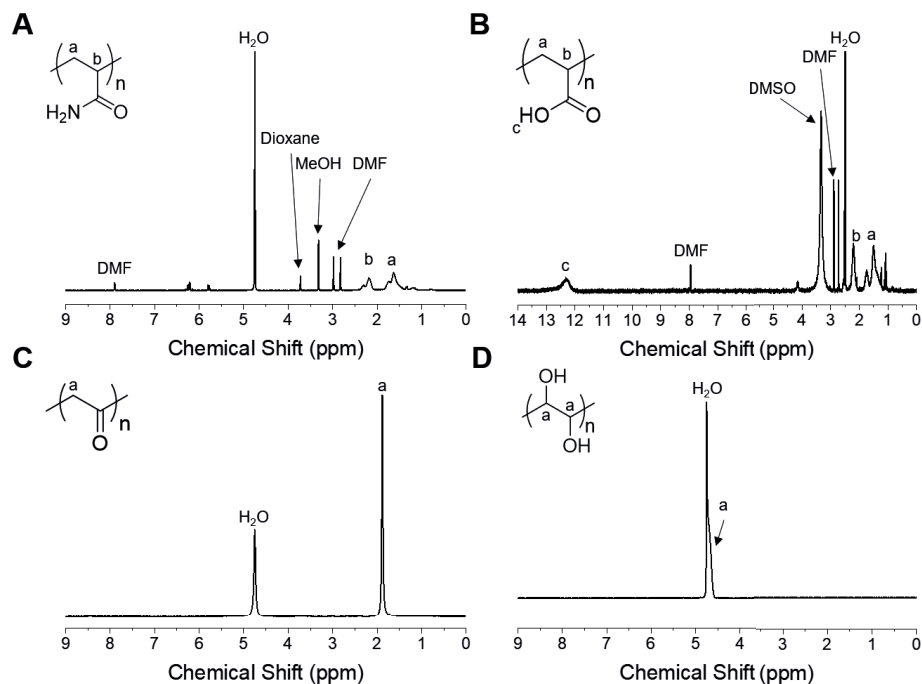 A
a
b
n
H₂N
O
H₂O
Dioxane
MeOH
DMF
DMF
b
a
9 8 7 6 5 4 3 2 1 0
Chemical Shift (ppm)
B
a
b
n
HO
c
O
H₂O
DMF
DMSO
DMF
c
b
a
14 13 12 11 10 9 8 7 6 5 4 3 2 1 0
Chemical Shift (ppm)
C
a
n
O
H₂O
a
9 8 7 6 5 4 3 2 1 0
Chemical Shift (ppm)
D
OH
a
a
n
OH
H₂O
a
9 8 7 6 5 4 3 2 1 0
Chemical Shift (ppm)